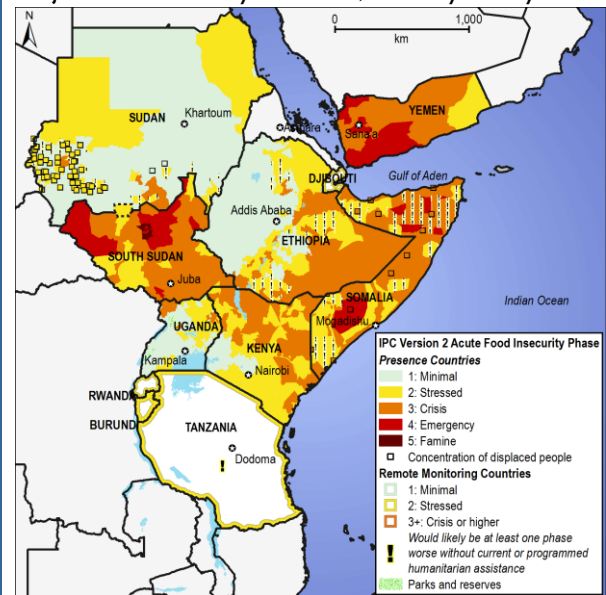 N
0 1,000
km
YEMEN
SUDAN
Khartoum
Sana'a
DJIBOUTI
Gulf of Aden
Addis Ababa
ETHIOPIA
SOUTH SUDAN
Juba
SOMALIA
Indian Ocean
Mogadishu
UGANDA
KENYA
Kampala
Nairobi
RWANDA
BURUNDI
TANZANIA
Dodoma
!
IPC Version 2 Acute Food Insecurity Phase
Presence Countries
1: Minimal
2: Stressed
3: Crisis
4: Emergency
5: Famine
Concentration of displaced people
Remote Monitoring Countries
1: Minimal
2: Stressed
3+: Crisis or higher
Would likely be at least one phase
! worse without current or programmed
humanitarian assistance
Parks and reserves